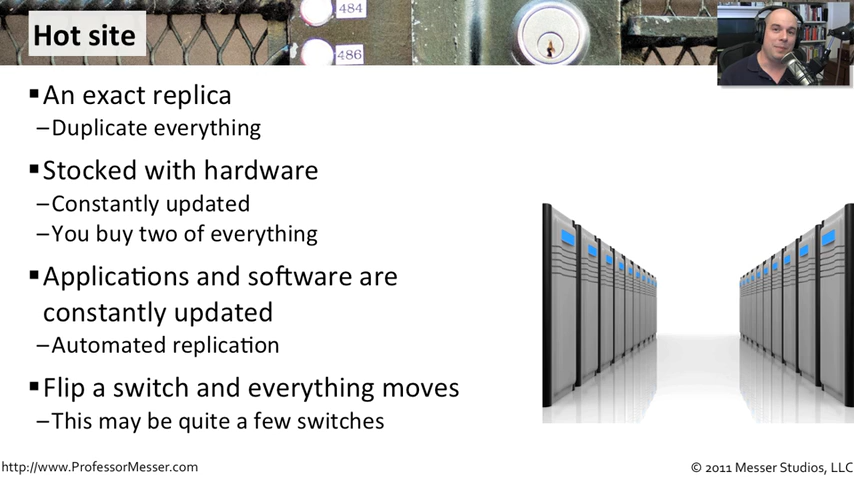 484
Hot site
486
▪An exact replica
–Duplicate everything
▪Stocked with hardware
–Constantly updated
–You buy two of everything
▪Applications and software are
constantly updated
–Automated replication
▪Flip a switch and everything moves
–This may be quite a few switches
http://www.ProfessorMesser.com
© 2011 Messer Studios, LLC